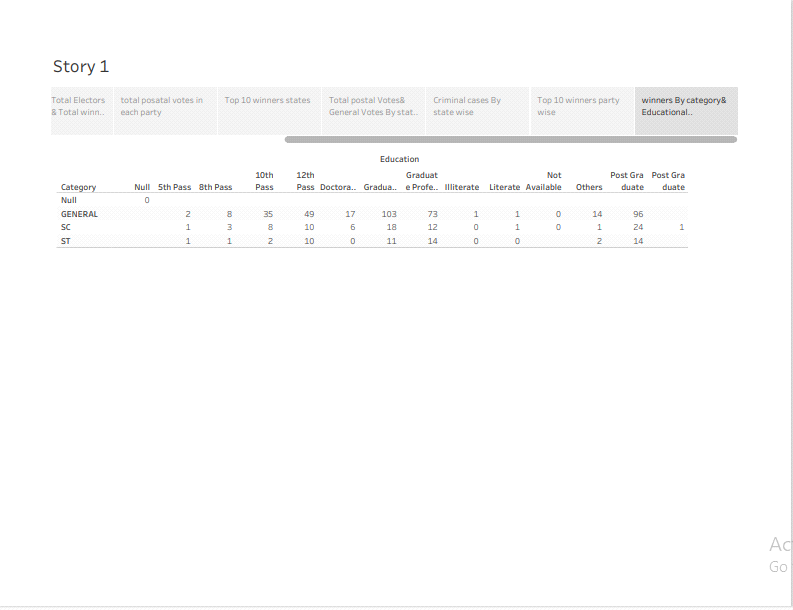 Story 1
Total Electors & Total winn..
total posatal votes in each party
Top 10 winners states
Total postal Votes& General Votes By stat..
Criminal cases By state wise
Top 10 winners party wise
winners By category& Educational..
Education
Category Null 5th Pass 8th Pass 10th Pass 12th Pass Doctora.. Gradua.. Graduat e Profe.. Illiterate Literate Not Available Others Post Gra duate Post Gra duate
Null 0
GENERAL 2 8 35 49 17 103 73 1 1 0 14 96
SC 1 3 8 10 6 18 12 0 1 0 1 24 1
ST 1 1 2 10 0 11 14 0 0 2 14
Ac
Go